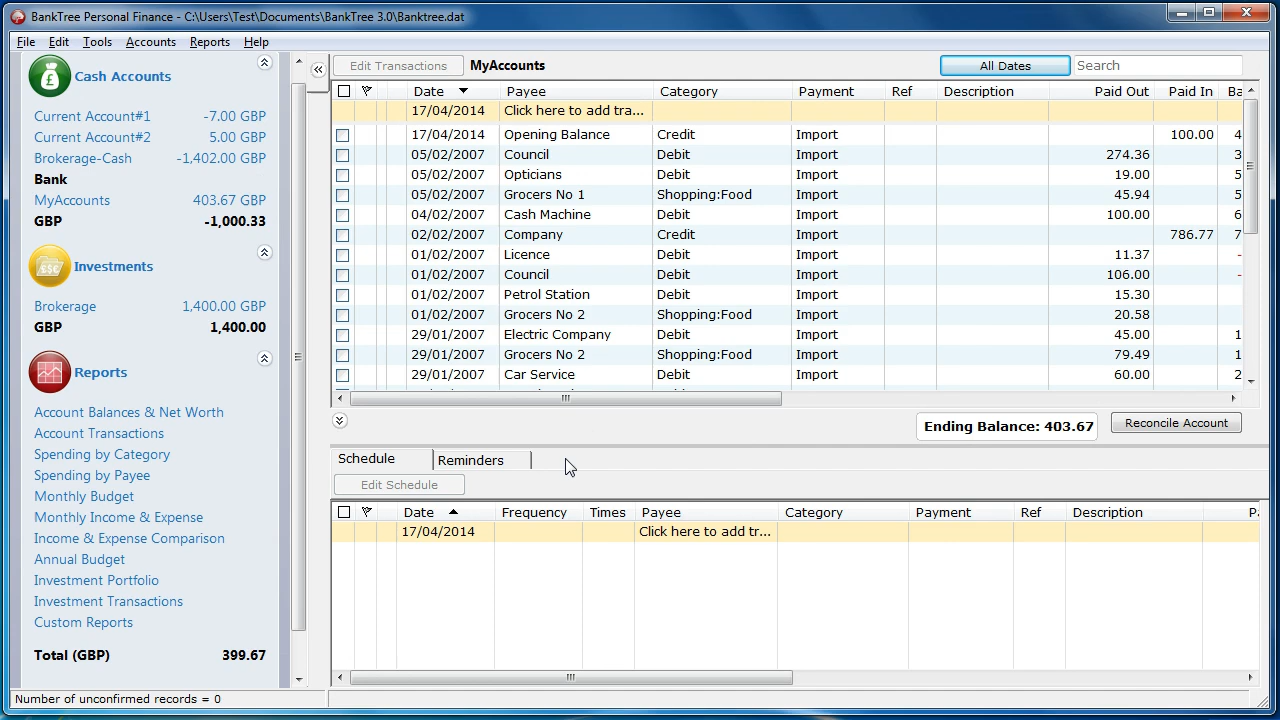 BankTree Personal Finance - C:\Users\Test\Documents\BankTree 3.0\Banktree.dat
File Edit Tools Accounts Reports Help
Cash Accounts
Current Account#1 -7.00 GBP
Current Account#2 5.00 GBP
Brokerage-Cash -1,402.00 GBP
Bank
MyAccounts 403.67 GBP
GBP -1,000.33
Investments
Brokerage 1,400.00 GBP
GBP 1,400.00
Reports
Account Balances & Net Worth
Account Transactions
Spending by Category
Spending by Payee
Monthly Budget
Monthly Income & Expense
Income & Expense Comparison
Annual Budget
Investment Portfolio
Investment Transactions
Custom Reports
Total (GBP) 399.67
Number of unconfirmed records = 0
Edit Transactions MyAccounts All Dates Search
Date Payee Category Payment Ref Description Paid Out Paid In Ba
17/04/2014 Click here to add tra...
17/04/2014 Opening Balance Credit Import 100.00 4
05/02/2007 Council Debit Import 274.36 3
05/02/2007 Opticians Debit Import 19.00 5
05/02/2007 Grocers No 1 Shopping:Food Import 45.94 5
04/02/2007 Cash Machine Debit Import 100.00 6
02/02/2007 Company Credit Import 786.77 7
01/02/2007 Licence Debit Import 11.37 -
01/02/2007 Council Debit Import 106.00 -
01/02/2007 Petrol Station Debit Import 15.30
01/02/2007 Grocers No 2 Shopping:Food Import 20.58
29/01/2007 Electric Company Debit Import 45.00 1
29/01/2007 Grocers No 2 Shopping:Food Import 79.49 1
29/01/2007 Car Service Debit Import 60.00 2
Ending Balance: 403.67 Reconcile Account
Schedule Reminders
Edit Schedule
Date Frequency Times Payee Category Payment Ref Description
17/04/2014 Click here to add tr...